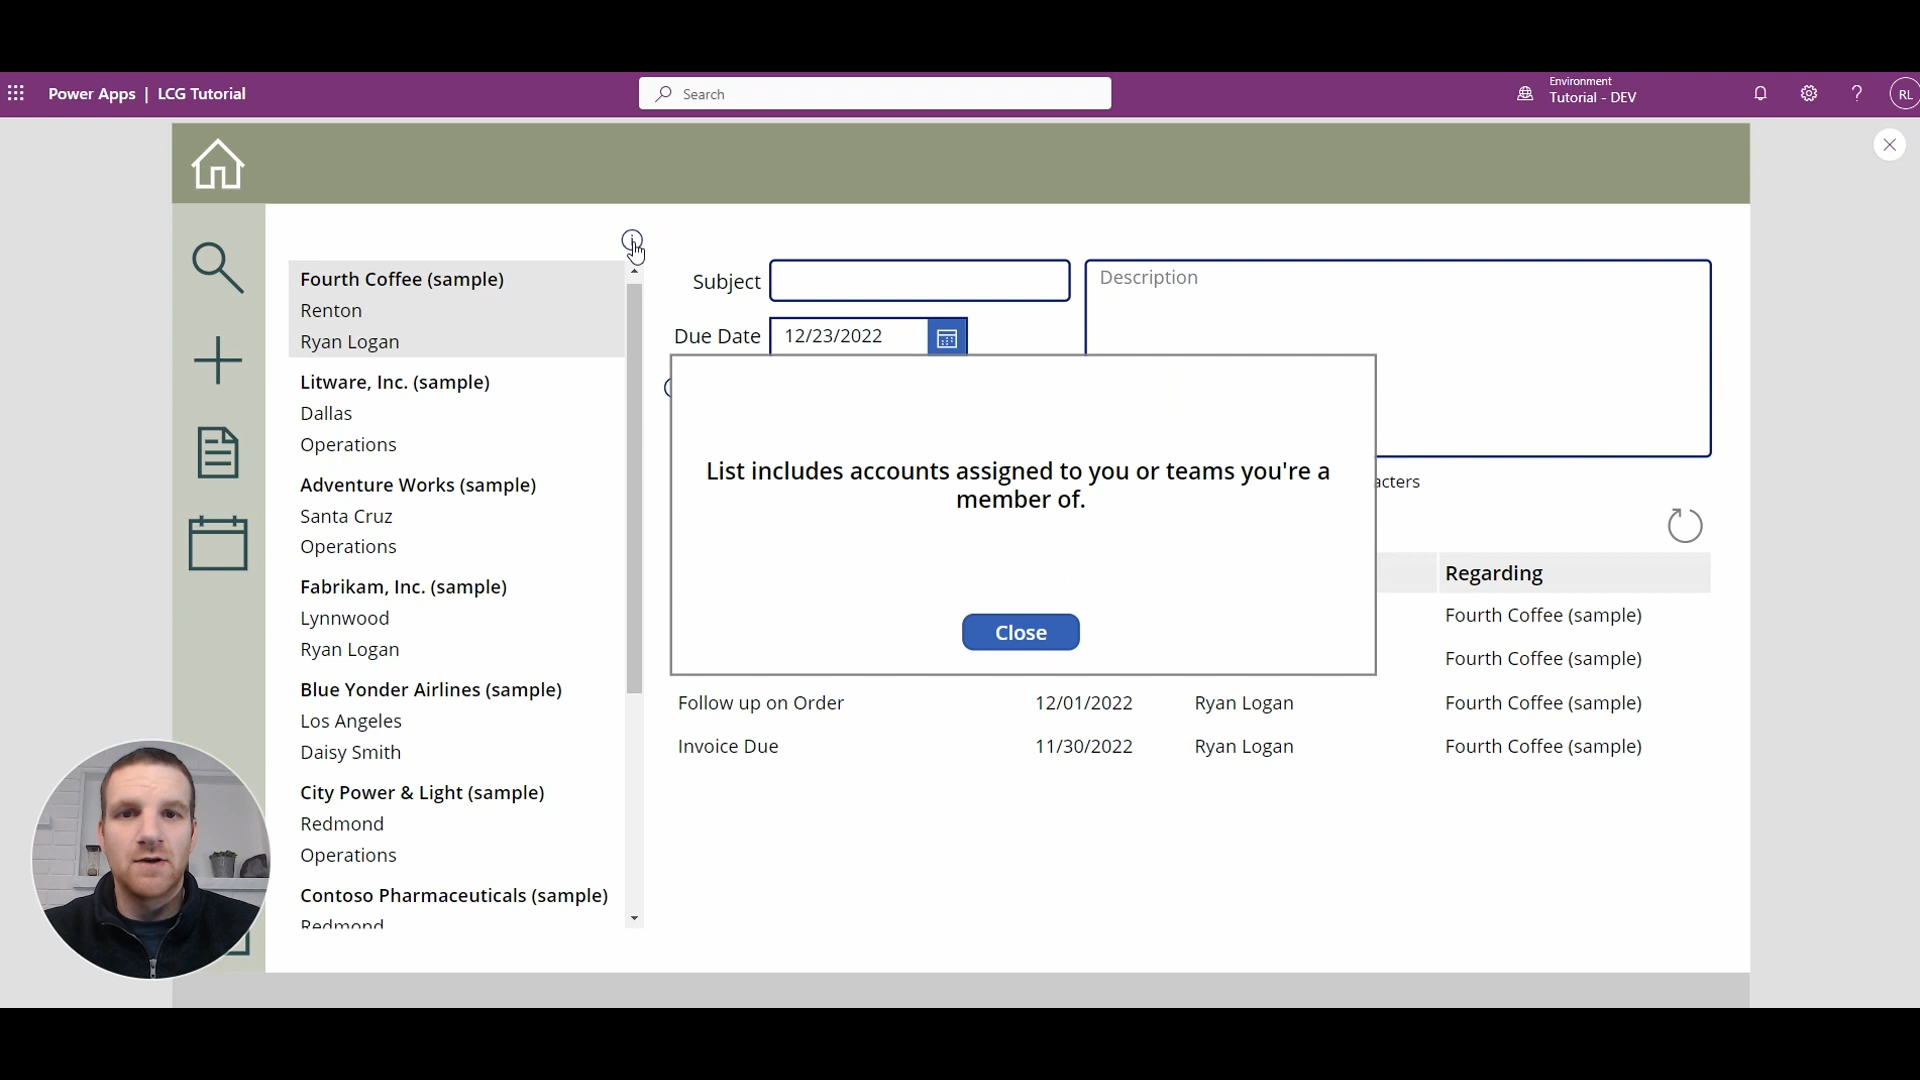 Power Apps | LCG Tutorial
Search
Environment
Tutorial - DEV
?
RL
Fourth Coffee (sample)
Renton
Ryan Logan
Litware, Inc. (sample)
Dallas
Operations
Adventure Works (sample)
Santa Cruz
Operations
Fabrikam, Inc. (sample)
Lynnwood
Ryan Logan
Blue Yonder Airlines (sample)
Los Angeles
Daisy Smith
City Power & Light (sample)
Redmond
Operations
Contoso Pharmaceuticals (sample)
Redmond
Subject
Description
Due Date 12/23/2022
List includes accounts assigned to you or teams you're a
member of.
Close
acters
Regarding
Fourth Coffee (sample)
Fourth Coffee (sample)
Follow up on Order 12/01/2022 Ryan Logan Fourth Coffee (sample)
Invoice Due 11/30/2022 Ryan Logan Fourth Coffee (sample)